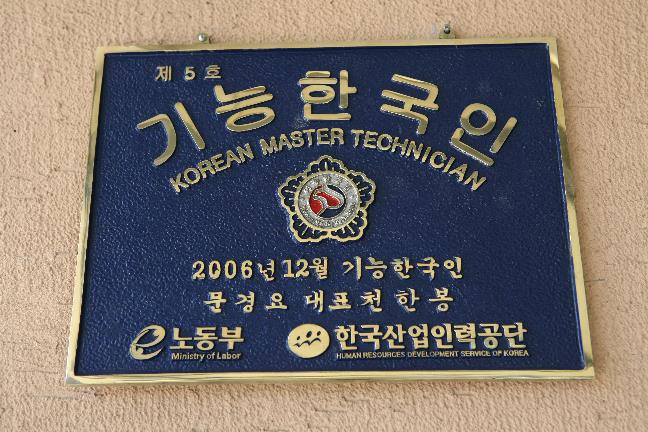 제 5 호
기능한국인
KOREAN MASTER TECHNICIAN
2006년 12월 기능한국인
문경요 대표천한봉
노동부
Ministry of Labor
한국산업인력공단
HUMAN RESOURCES DEVELOPMENT SERVICE OF KOREA